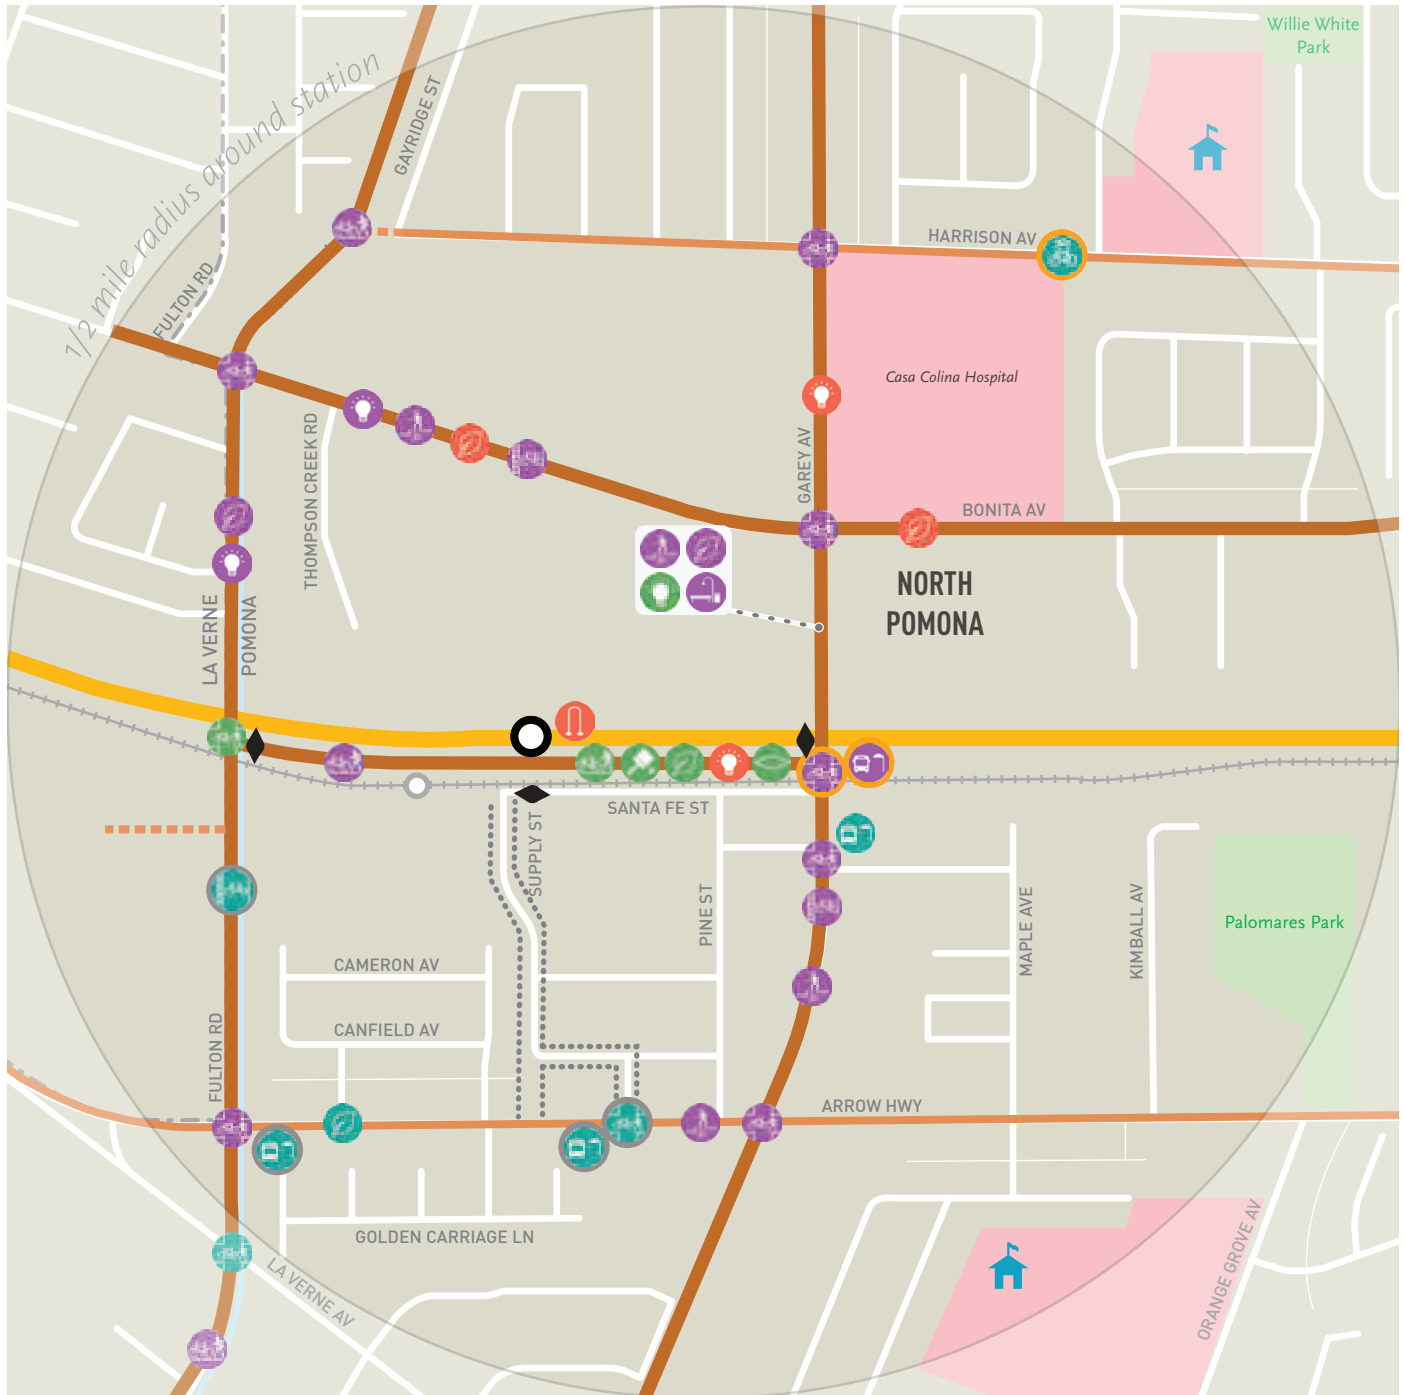 Willie White
Park
1/2 mile radius around station
GAYRIDGE ST
HARRISON AV
FULTON RD
Casa Colina Hospital
THOMPSON CREEK RD
GAREY AV
BONITA AV
NORTH
POMONA
LA VERNE
POMONA
SANTA FE ST
SUPPLY ST
PINE ST
MAPLE AVE
KIMBALL AV
Palomares Park
CAMERON AV
CANFIELD AV
FULTON RD
ARROW HWY
GOLDEN CARRIAGE LN
LA VERNE AV
ORANGE GROVE AV